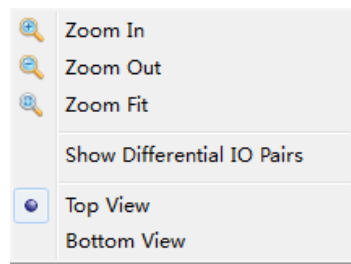 Zoom In
Zoom Out
Zoom Fit
Show Differential IO Pairs
Top View
Bottom View